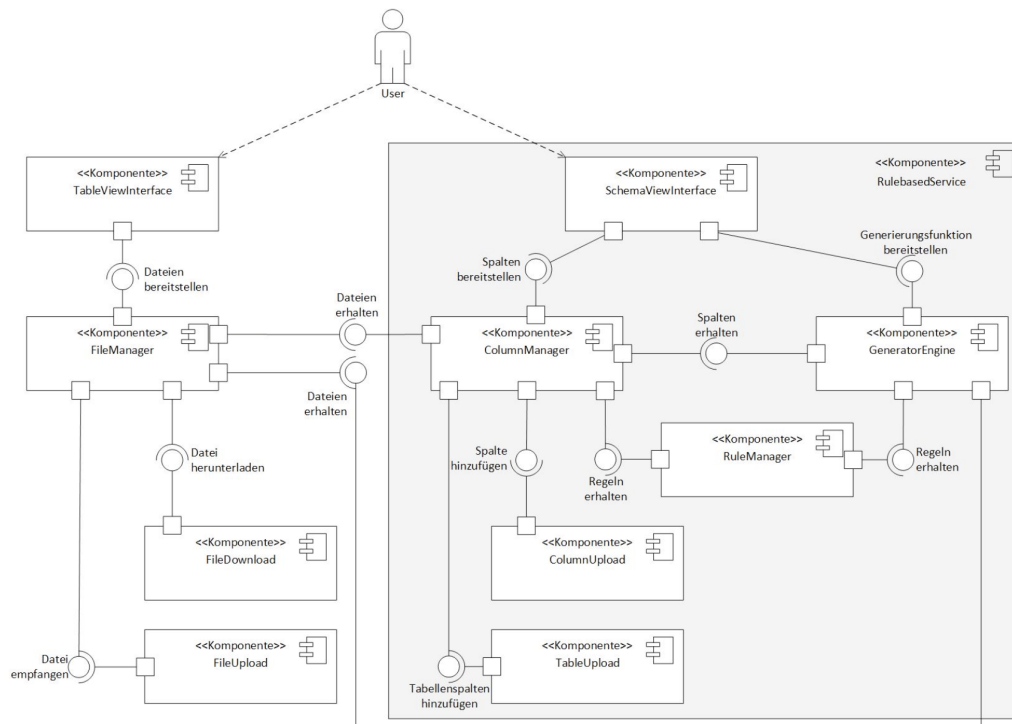 User
<<Komponente>>
TableViewInterface
<<Komponente>>
SchemaViewInterface
<<Komponente>>
RulebasedService
Dateien
bereitstellen
Spalten
bereitstellen
Generierungsfunktion
bereitstellen
<<Komponente>>
FileManager
Dateien
erhalten
<<Komponente>>
ColumnManager
Spalten
erhalten
<<Komponente>>
GeneratorEngine
Dateien
erhalten
Datei
herunterladen
Spalte
hinzufügen
Regeln
erhalten
<<Komponente>>
RuleManager
Regeln
erhalten
<<Komponente>>
FileDownload
<<Komponente>>
ColumnUpload
Datei
empfangen
<<Komponente>>
FileUpload
Tabellenspalten
hinzufügen
<<Komponente>>
TableUpload